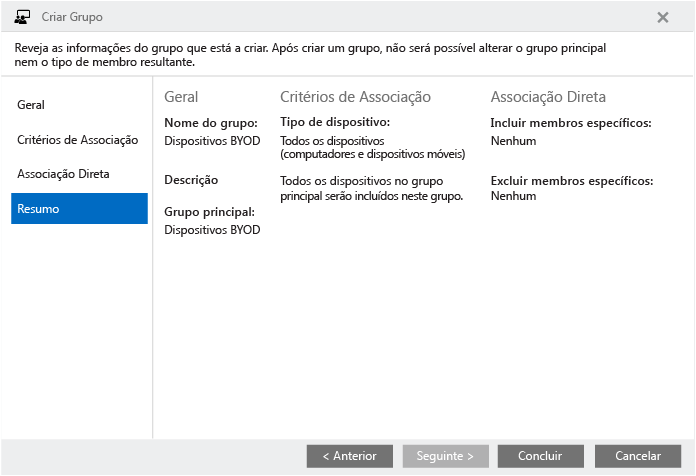 Criar Grupo
Reveja as informações do grupo que está a criar. Após criar um grupo, não será possível alterar o grupo principal
nem o tipo de membro resultante.
Geral
Critérios de Associação
Associação Direta
Resumo
Geral
Nome do grupo:
Dispositivos BYOD
Descrição
Grupo principal:
Dispositivos BYOD
Critérios de Associação
Tipo de dispositivo:
Todos os dispositivos
(computadores e dispositivos móveis)
Todos os dispositivos no grupo
principal serão incluídos neste grupo.
Associação Direta
Incluir membros específicos:
Nenhum
Excluir membros específicos:
Nenhum
< Anterior
Seguinte >
Concluir
Cancelar